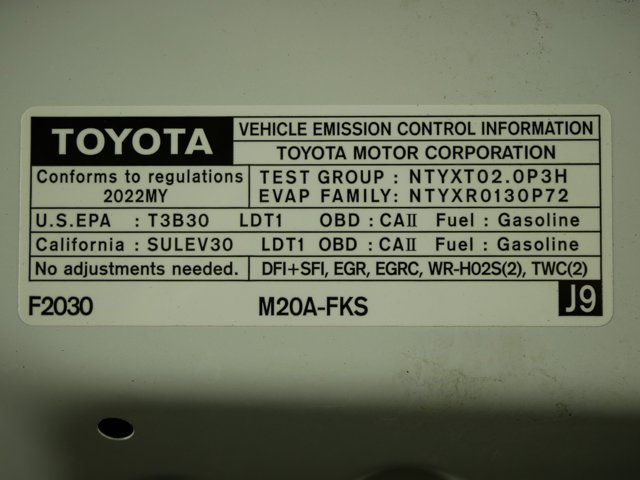 TOYOTA
VEHICLE EMISSION CONTROL INFORMATION
TOYOTA MOTOR CORPORATION
Conforms to regulations
2022MY
TEST GROUP : NTYXT02.0P3H
EVAP FAMILY: NTYXR0130P72
U.S.EPA : T3B30 LDT1 OBD : CAII Fuel : Gasoline
California : SULEV30 LDT1 OBD : CAII Fuel : Gasoline
No adjustments needed. DFI+SFI, EGR, EGRC, WR-HO2S(2), TWC(2)
F2030 M20A-FKS J9